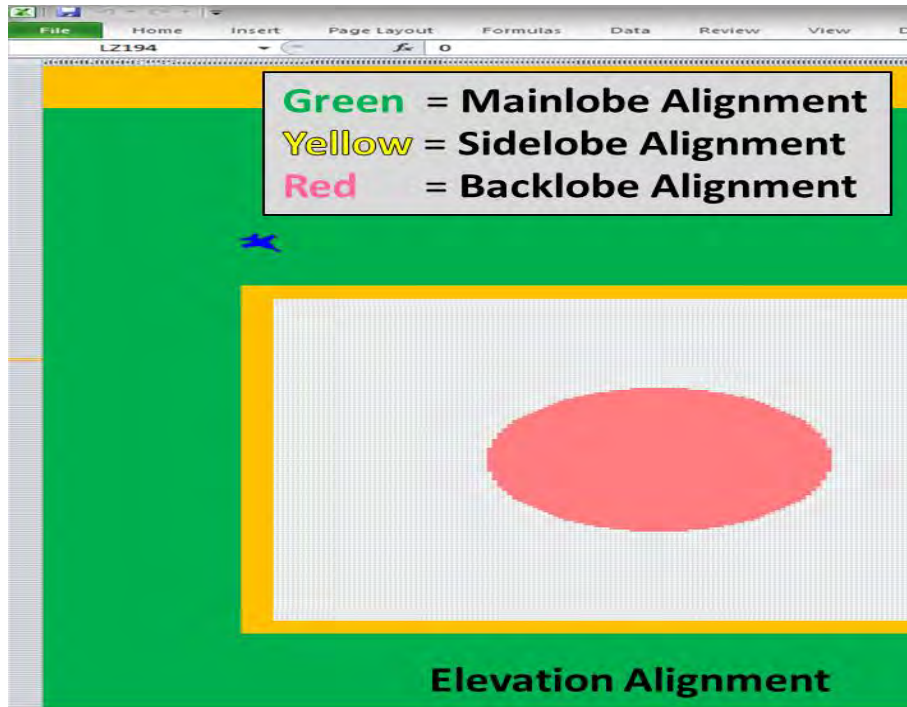 File Home Insert Page Layout Formulas Data Review View
LZ194 fx 0
Green = Mainlobe Alignment
Yellow = Sidelobe Alignment
Red = Backlobe Alignment
Elevation Alignment